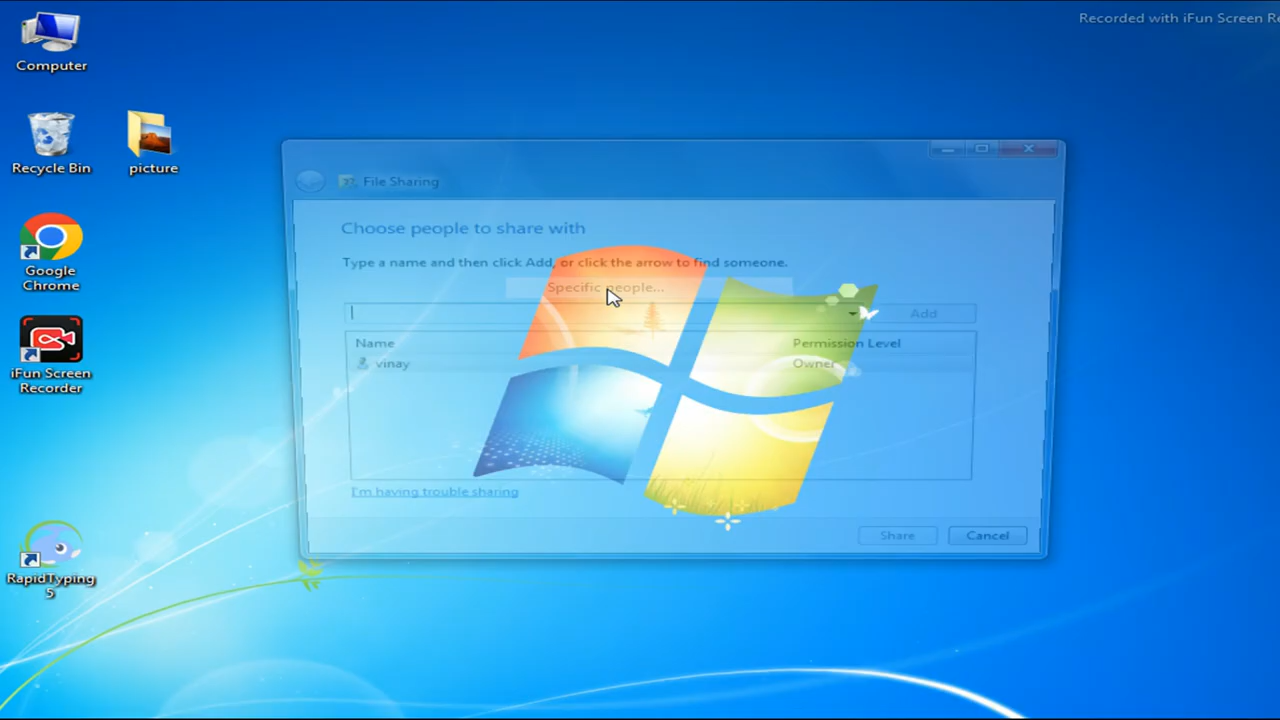 Recorded with iFun Screen Re
Computer
Recycle Bin
picture
Google
Chrome
iFun Screen
Recorder
RapidTyping
5
File Sharing
Choose people to share with
Type a name and then click Add, or click the arrow to find someone.
Specific people...
Add
Name Permission Level
vinay Owner
I'm having trouble sharing
Share Cancel